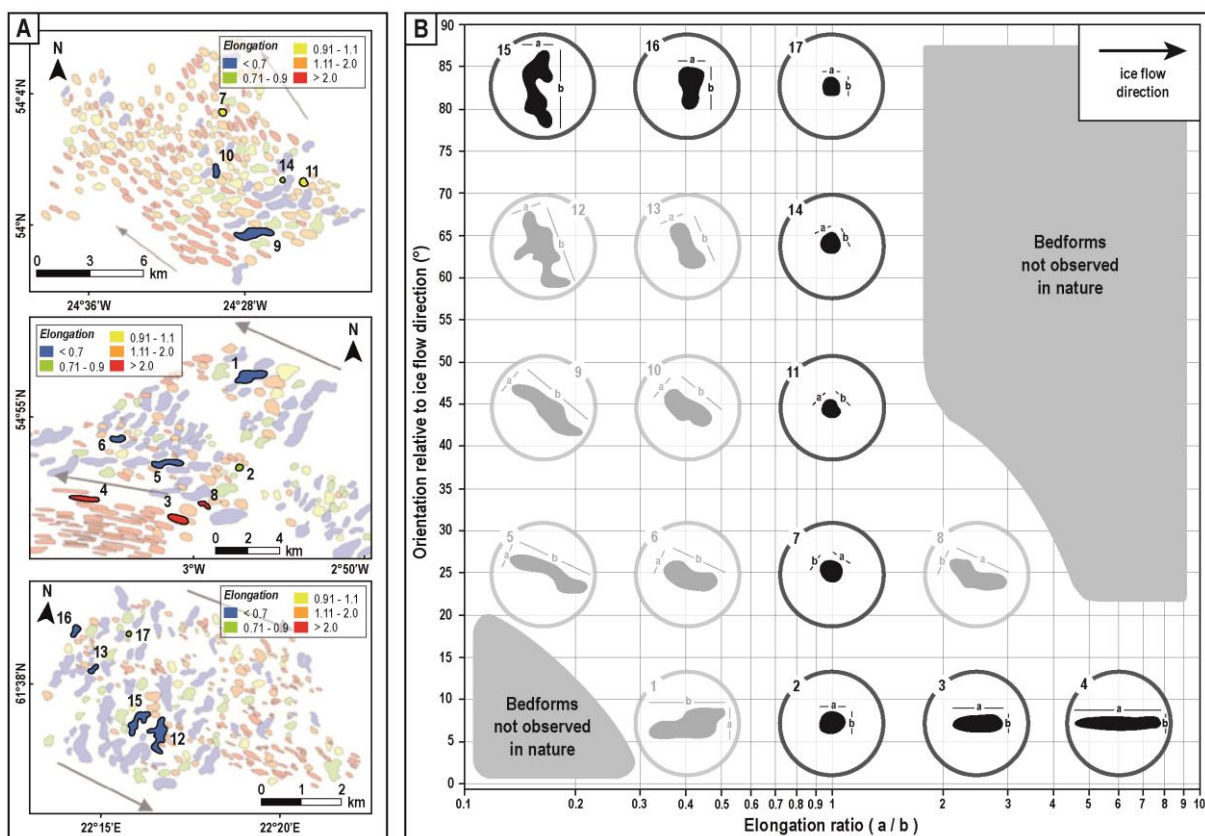 A
N
Elongation
< 0.7
0.71 - 0.9
0.91 - 1.1
1.11 - 2.0
> 2.0
54°4'N
54°N
7
10
14
11
9
0 3 6
km
24°36'W 24°28'W
Elongation
< 0.7
0.71 - 0.9
0.91 - 1.1
1.11 - 2.0
> 2.0
N
54°55'N
1
6
5
2
4
3
8
0 2 4
km
3°W 2°50'W
N
Elongation
< 0.7
0.71 - 0.9
0.91 - 1.1
1.11 - 2.0
> 2.0
61°38'N
16
17
13
15
12
0 1 2
km
22°15'E 22°20'E
B
Orientation relative to ice flow direction (°)
90
85
80
75
70
65
60
55
50
45
40
35
30
25
20
15
10
5
0
ice flow
direction
15
a
b
16
a
b
17
a
b
12
a
b
13
a
b
14
a
b
Bedforms
not observed
in nature
9
a
b
10
a
b
11
a
b
5
a
b
6
a
b
7
b
a
8
b
a
Bedforms
not observed
in nature
1
b
a
2
a
b
3
a
b
4
a
b
0.1 0.2 0.3 0.4 0.5 0.6 0.7 0.8 0.9 1 2 3 4 5 6 7 8 9 10
Elongation ratio ( a / b )